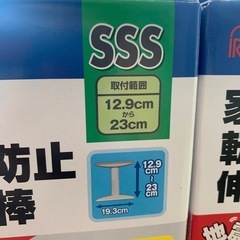 SSS
取付範囲
12.9cm
から
23cm
防止
棒
12.9
cm
~
23
cm
19.3cm
家
転
伸
地